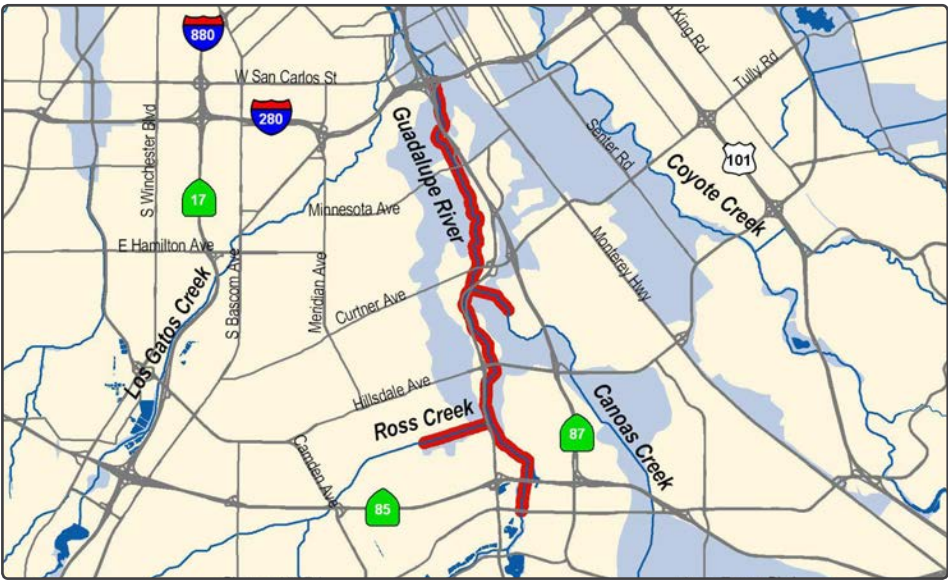 880
S King Rd
W San Carlos St
Tully Rd
280
S Winchester Blvd
Guadalupe River
Senter Rd
101
Coyote Creek
17
Minnesota Ave
E Hamilton Ave
Monterey Hwy
S Bascom Ave
Meridian Ave
Los Gatos Creek
Curtner Ave
Hillsdale Ave
Canoas Creek
Ross Creek
87
Camden Ave
85